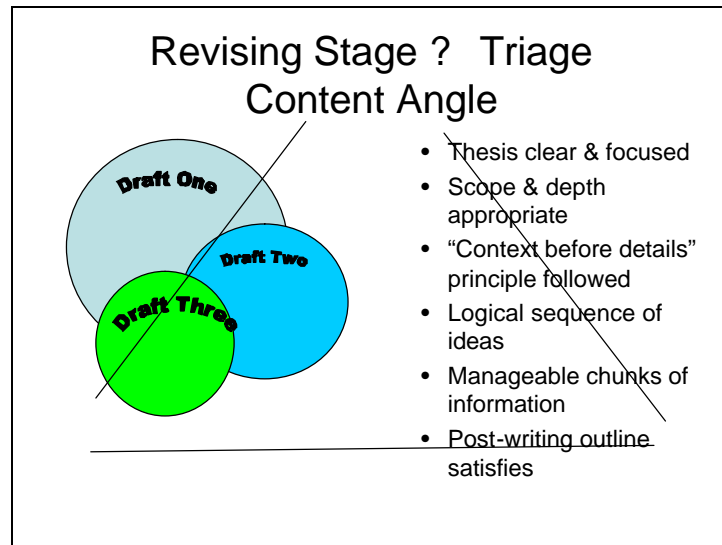 Revising Stage ? Triage
Content Angle
Draft One
Draft Two
Draft Three
• Thesis clear & focused
• Scope & depth
appropriate
• “Context before details”
principle followed
• Logical sequence of
ideas
• Manageable chunks of
information
• Post-writing outline
satisfies